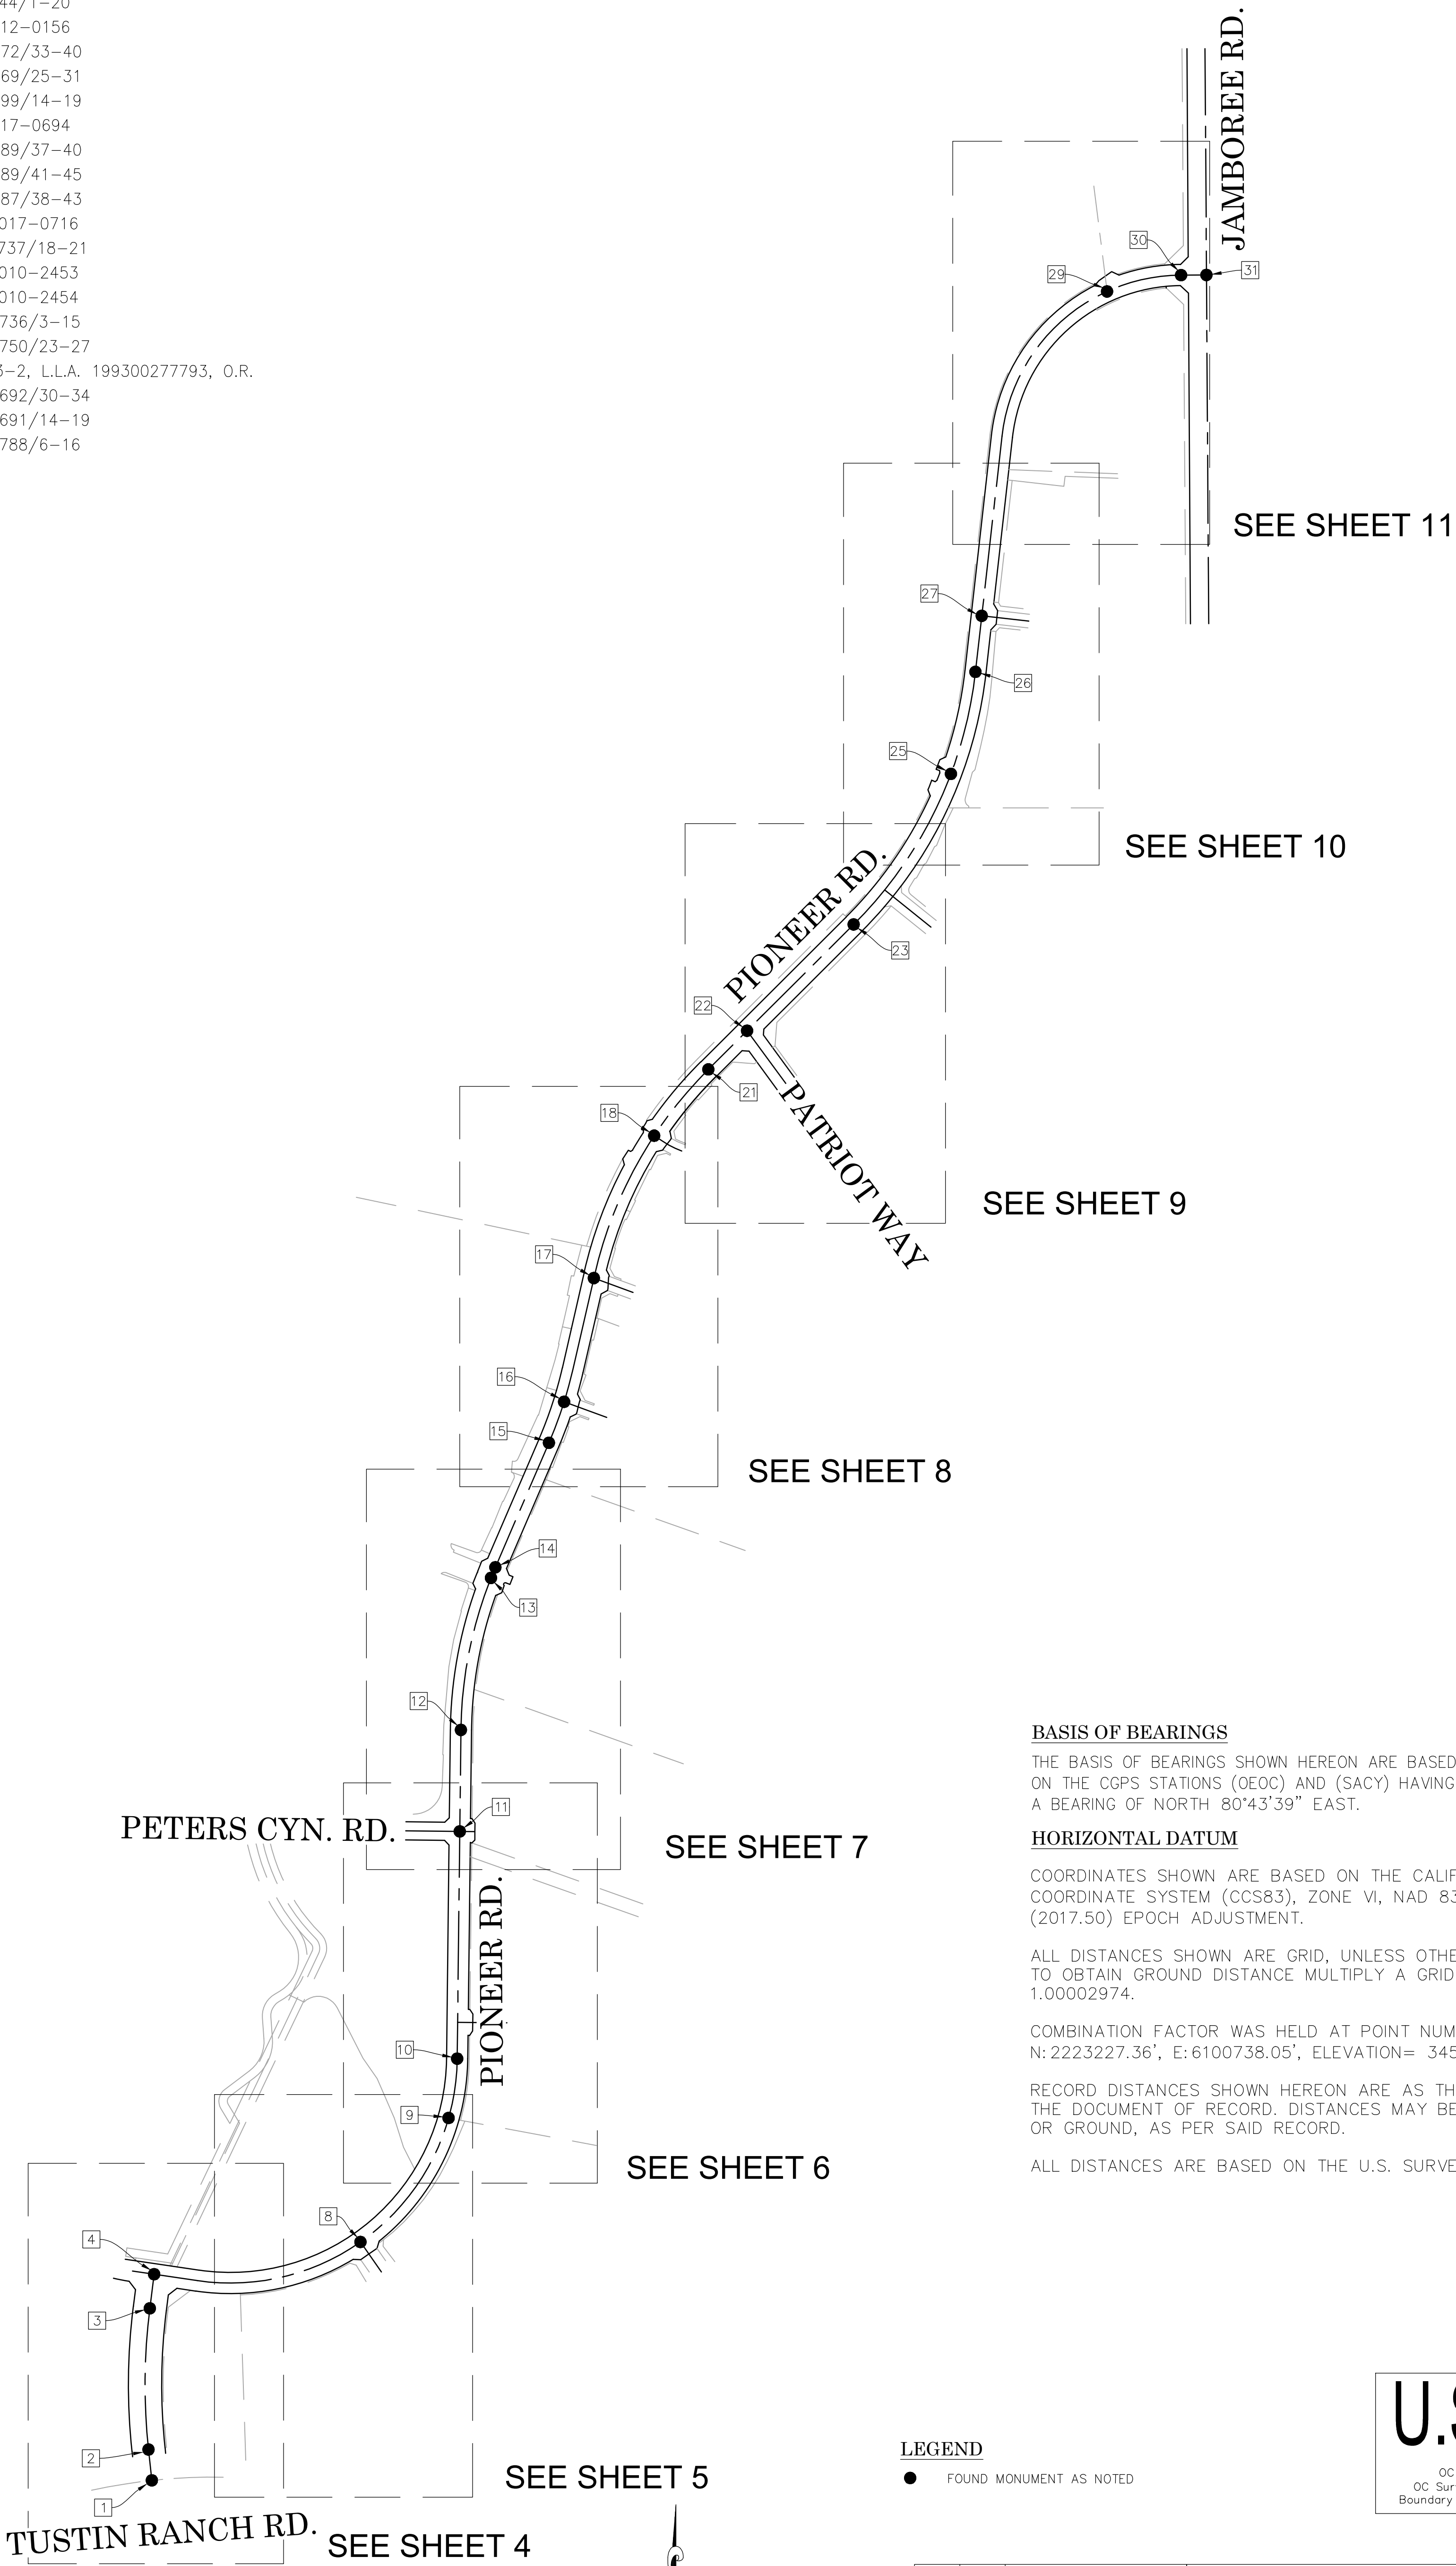 44/1-20
12-0156
72/33-40
69/25-31
99/14-19
17-0694
89/37-40
89/41-45
87/38-43
017-0716
737/18-21
010-2453
010-2454
736/3-15
750/23-27
3-2, L.L.A. 199300277793, O.R.
692/30-34
691/14-19
788/6-16
JAMBOREE RD.
30
29
31
SEE SHEET 11
27
26
25
SEE SHEET 10
PIONEER RD.
23
22
21
18
PATRIOT WAY
SEE SHEET 9
17
16
15
SEE SHEET 8
14
13
12
11
PETERS CYN. RD.
SEE SHEET 7
PIONEER RD.
10
9
SEE SHEET 6
8
4
3
2
1
SEE SHEET 5
TUSTIN RANCH RD.
SEE SHEET 4
BASIS OF BEARINGS
THE BASIS OF BEARINGS SHOWN HEREON ARE BASED
ON THE CGPS STATIONS (OEOC) AND (SACY) HAVING
A BEARING OF NORTH 80°43'39" EAST.
HORIZONTAL DATUM
COORDINATES SHOWN ARE BASED ON THE CALIF
COORDINATE SYSTEM (CCS83), ZONE VI, NAD 83
(2017.50) EPOCH ADJUSTMENT.
ALL DISTANCES SHOWN ARE GRID, UNLESS OTHE
TO OBTAIN GROUND DISTANCE MULTIPLY A GRID
1.00002974.
COMBINATION FACTOR WAS HELD AT POINT NUM
N:2223227.36', E:6100738.05', ELEVATION= 345
RECORD DISTANCES SHOWN HEREON ARE AS TH
THE DOCUMENT OF RECORD. DISTANCES MAY BE
OR GROUND, AS PER SAID RECORD.
ALL DISTANCES ARE BASED ON THE U.S. SURVE
LEGEND
FOUND MONUMENT AS NOTED
U.S
OC
OC Sur
Boundary